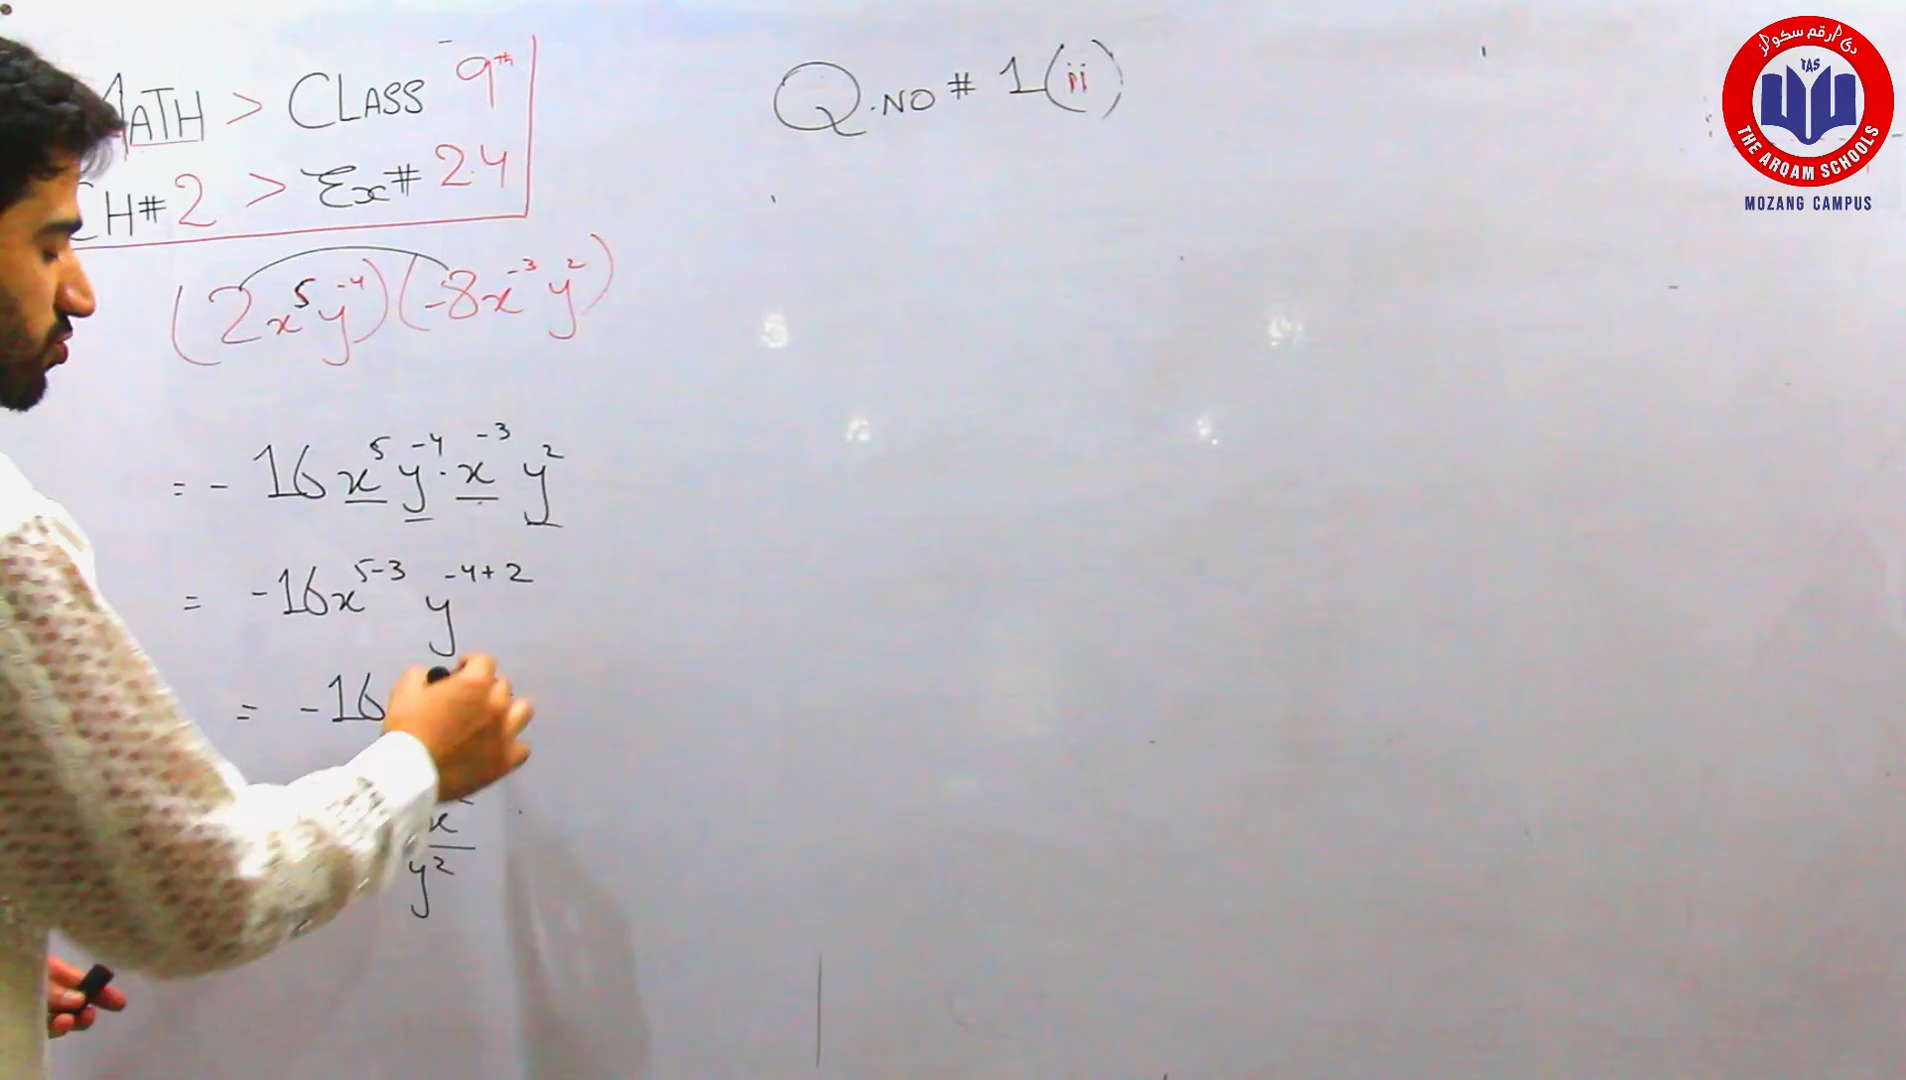 MATH > CLASS 9th
CH# 2 > Ex# 2.4
(2x⁵y⁻⁴)(-8x⁻³y²)
= - 16x⁵y⁻⁴·x⁻³y²
= -16x⁵⁻³ y⁻⁴⁺²
= -16
x
y²
Q.NO # 1(ii)
دی ارقم سکولز
TAS
THE ARQAM SCHOOLS
MOZANG CAMPUS